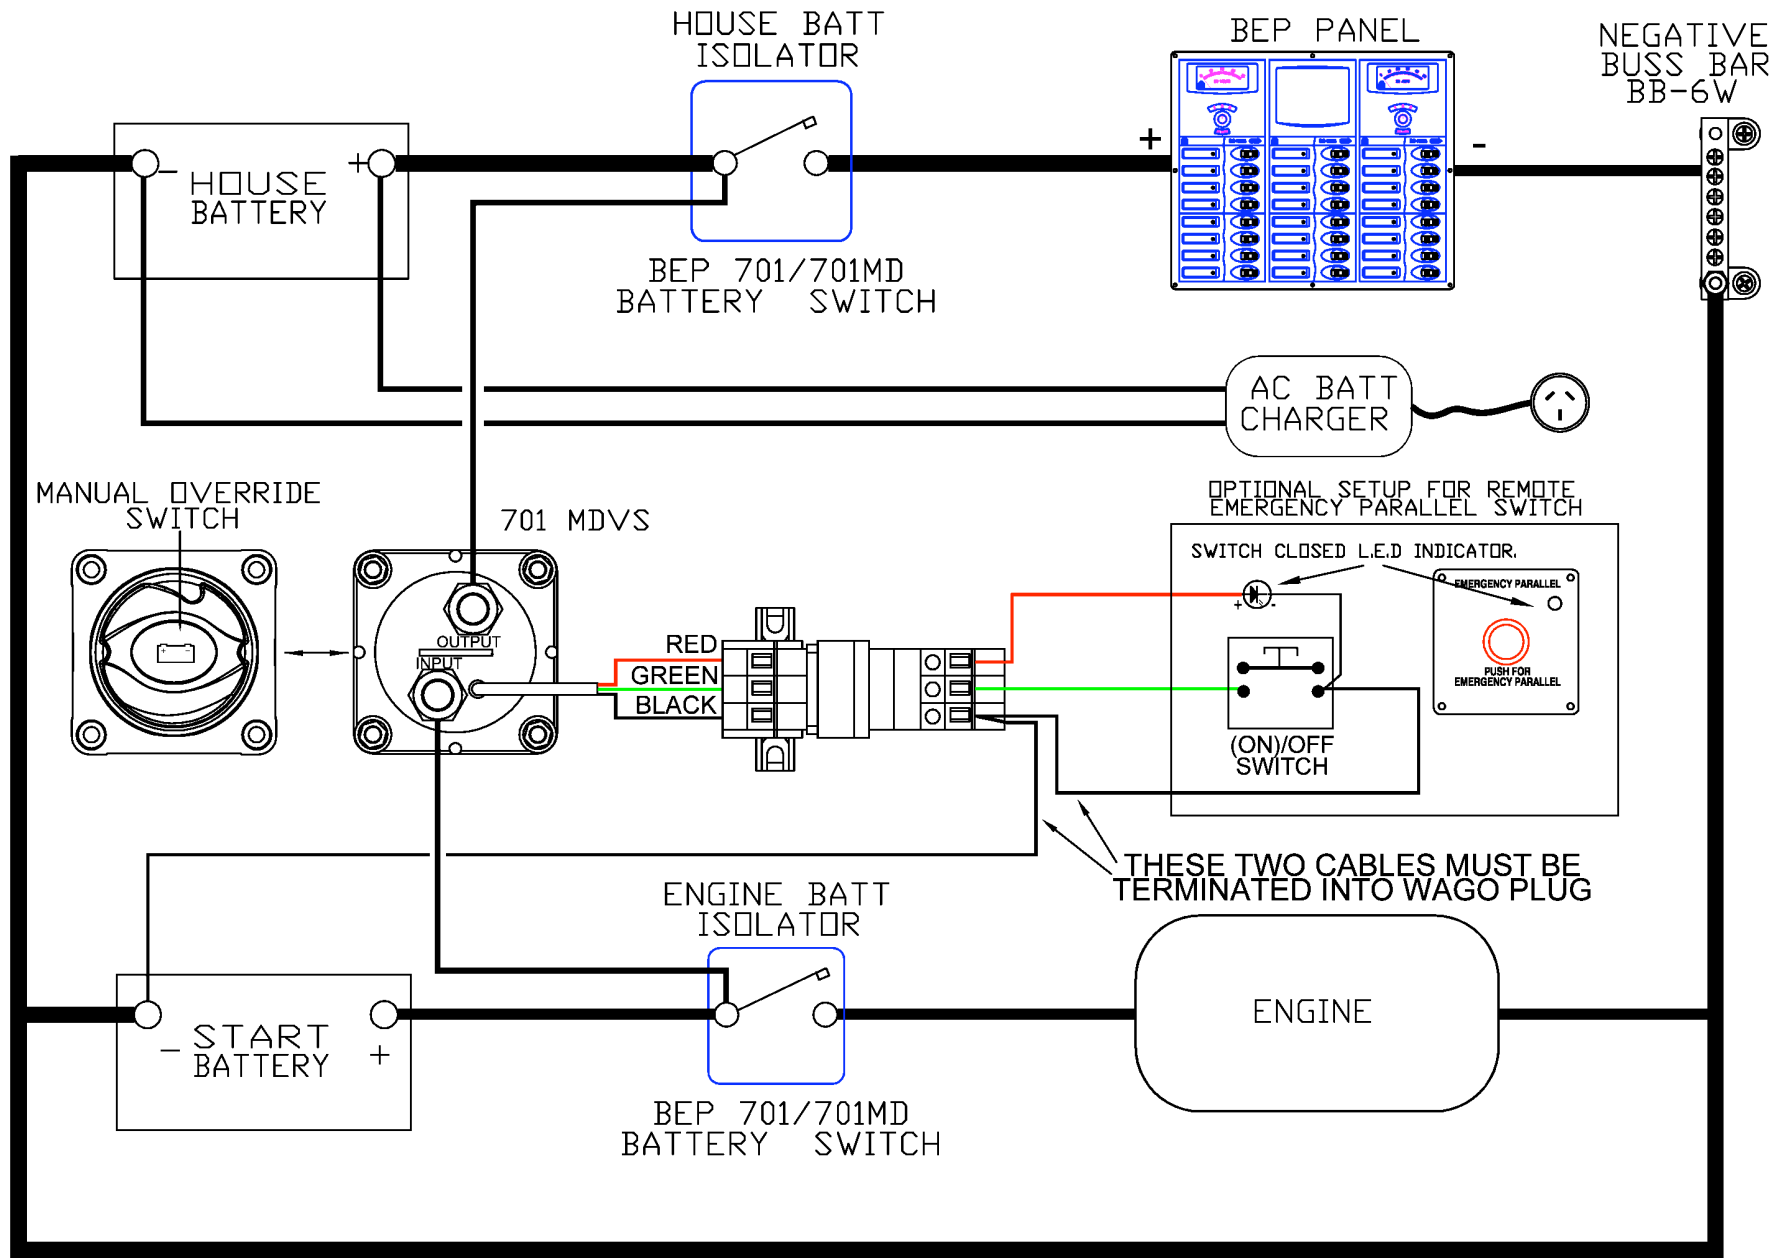 HOUSE BATT
ISOLATOR
BEP PANEL
NEGATIVE
BUSS BAR
BB-6W
+
-
- HOUSE +
BATTERY
BEP 701/701MD
BATTERY SWITCH
AC BATT
CHARGER
MANUAL OVERRIDE
SWITCH
701 MDVS
OPTIONAL SETUP FOR REMOTE
EMERGENCY PARALLEL SWITCH
SWITCH CLOSED L.E.D INDICATOR.
+ -
EMERGENCY PARALLEL
PUSH FOR
EMERGENCY PARALLEL
OUTPUT
INPUT
RED
GREEN
BLACK
(ON)/OFF
SWITCH
THESE TWO CABLES MUST BE
TERMINATED INTO WAGO PLUG
ENGINE BATT
ISOLATOR
- START +
BATTERY
ENGINE
BEP 701/701MD
BATTERY SWITCH